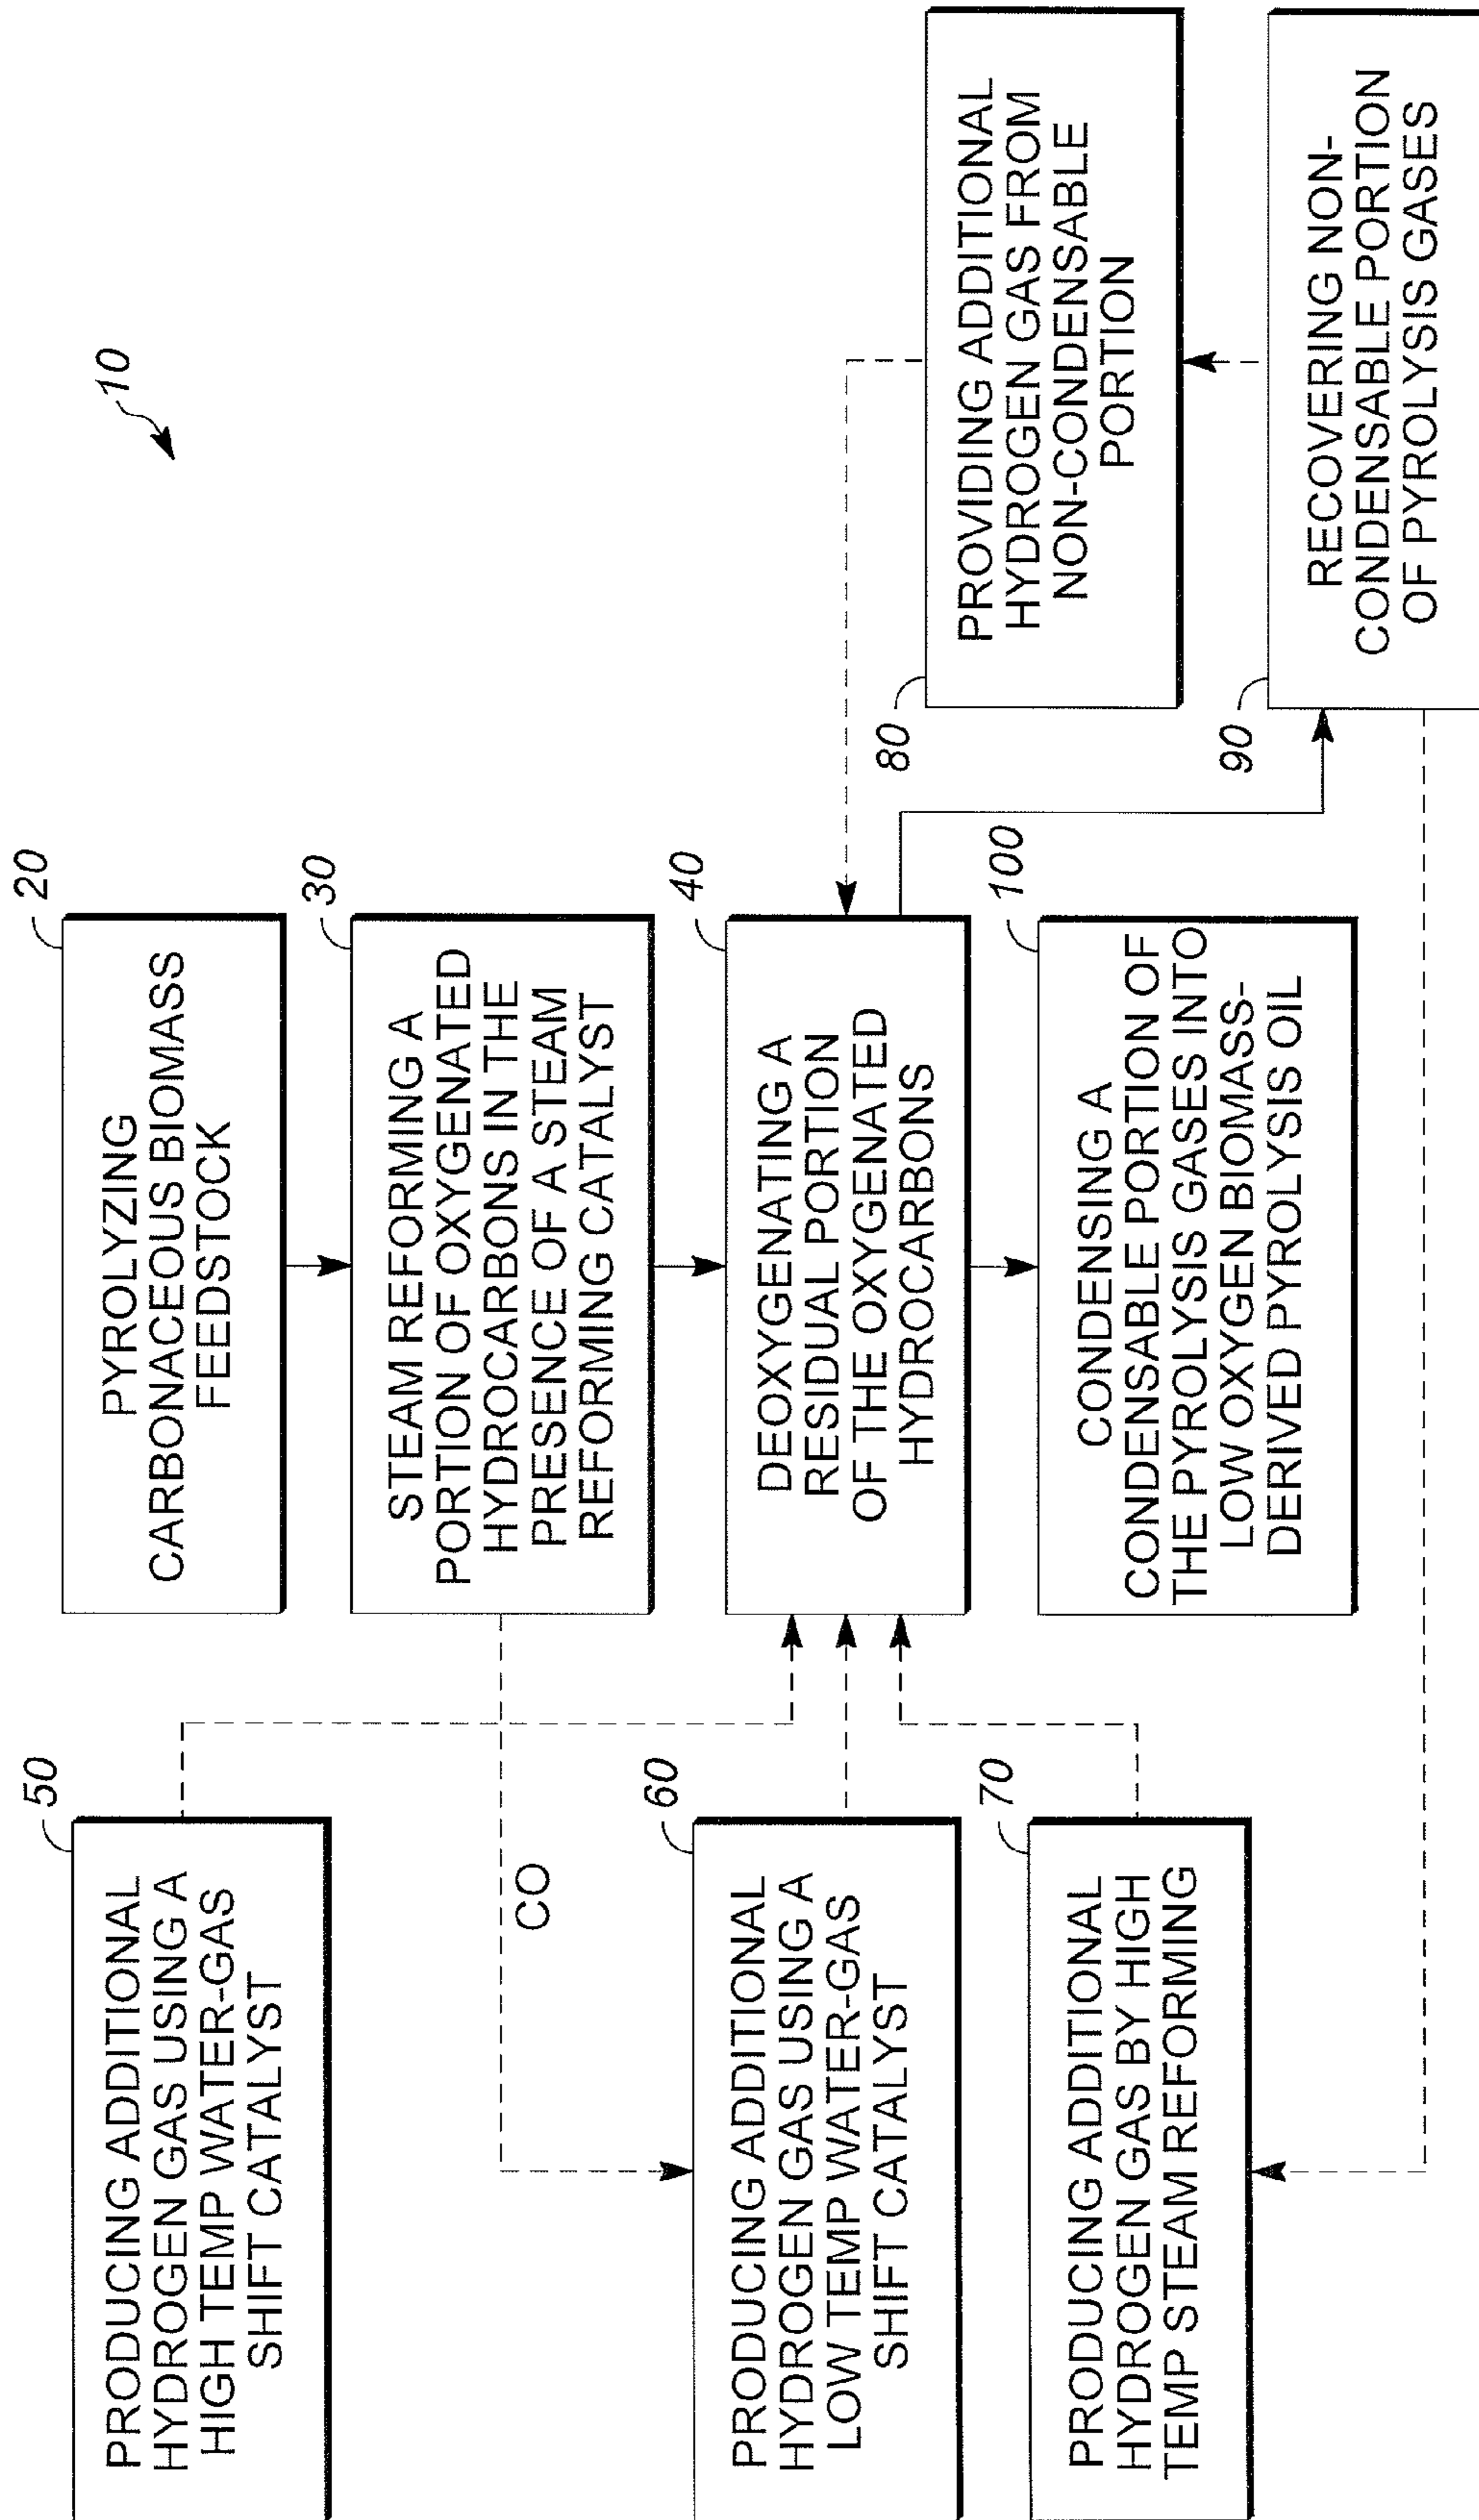 10
20
PYROLYZING
CARBONACEOUS BIOMASS
FEEDSTOCK
30
STEAM REFORMING A
PORTION OF OXYGENATED
HYDROCARBONS IN THE
PRESENCE OF A STEAM
REFORMING CATALYST
40
DEOXYGENATING A
RESIDUAL PORTION
OF THE OXYGENATED
HYDROCARBONS
100
CONDENSING A
CONDENSABLE PORTION OF
THE PYROLYSIS GASES INTO
LOW OXYGEN BIOMASS-
DERIVED PYROLYSIS OIL
50
PRODUCING ADDITIONAL
HYDROGEN GAS USING A
HIGH TEMP WATER-GAS
SHIFT CATALYST
CO
60
PRODUCING ADDITIONAL
HYDROGEN GAS USING A
LOW TEMP WATER-GAS
SHIFT CATALYST
70
PRODUCING ADDITIONAL
HYDROGEN GAS BY HIGH
TEMP STEAM REFORMING
80
PROVIDING ADDITIONAL
HYDROGEN GAS FROM
NON-CONDENSABLE
PORTION
90
RECOVERING NON-
CONDENSABLE PORTION
OF PYROLYSIS GASES